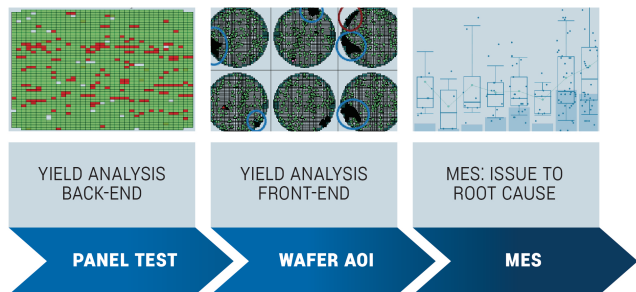 YIELD ANALYSIS
BACK-END
YIELD ANALYSIS
FRONT-END
MES: ISSUE TO
ROOT CAUSE
PANEL TEST
WAFER AOI
MES